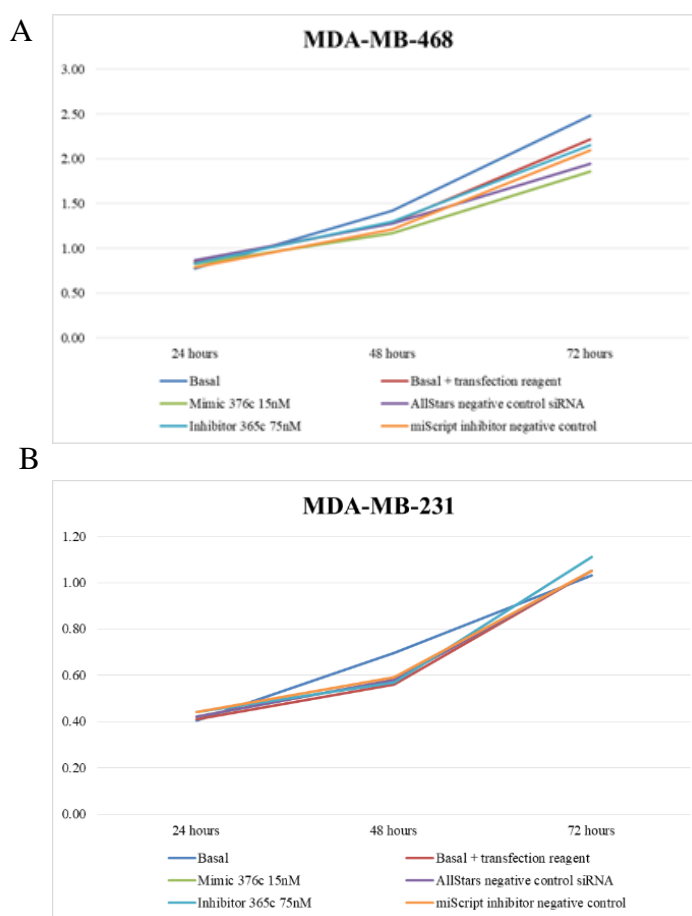 A
MDA-MB-468
3.00
2.50
2.00
1.50
1.00
0.50
0.00
24 hours 48 hours 72 hours
Basal Basal + transfection reagent
Mimic 376c 15nM AllStars negative control siRNA
Inhibitor 365c 75nM miScript inhibitor negative control
B
MDA-MB-231
1.20
1.00
0.80
0.60
0.40
0.20
0.00
24 hours 48 hours 72 hours
Basal Basal + transfection reagent
Mimic 376c 15nM AllStars negative control siRNA
Inhibitor 365c 75nM miScript inhibitor negative control